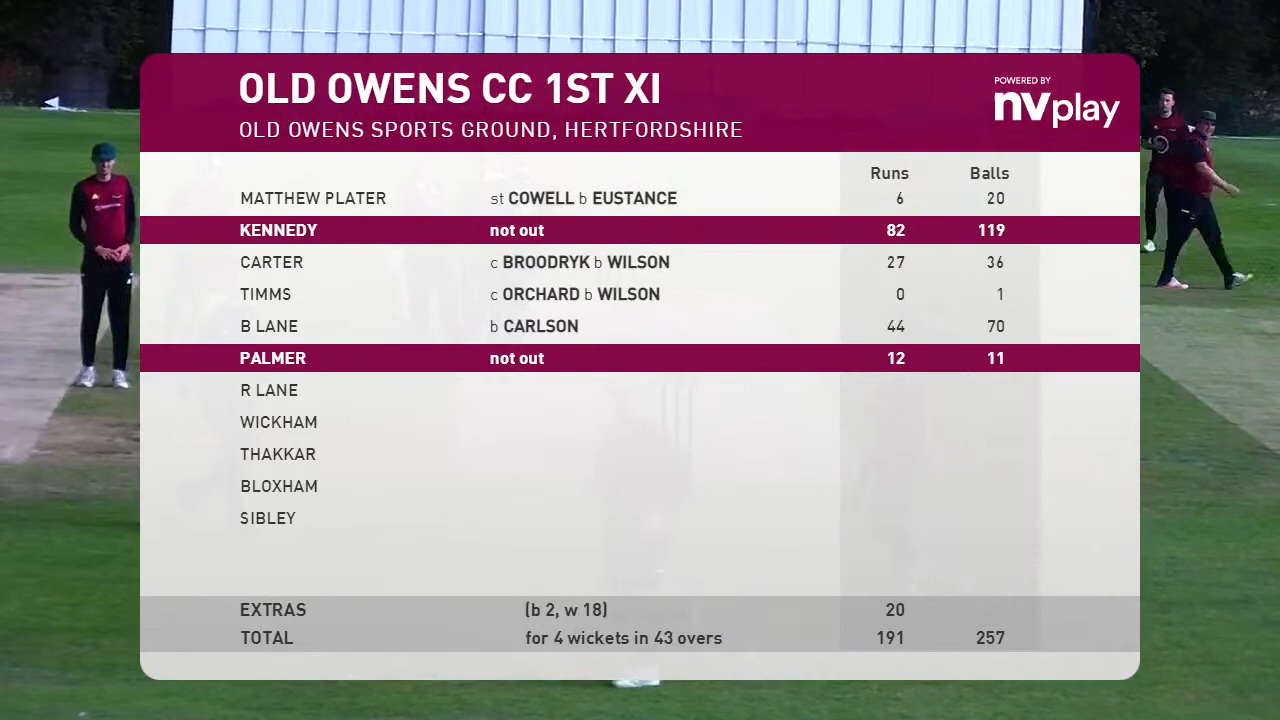 OLD OWENS CC 1ST XI
OLD OWENS SPORTS GROUND, HERTFORDSHIRE
POWERED BY
nvplay
Runs Balls
MATTHEW PLATER st COWELL b EUSTANCE 6 20
KENNEDY not out 82 119
CARTER c BROODRYK b WILSON 27 36
TIMMS c ORCHARD b WILSON 0 1
B LANE b CARLSON 44 70
PALMER not out 12 11
R LANE
WICKHAM
THAKKAR
BLOXHAM
SIBLEY
EXTRAS (b 2, w 18) 20
TOTAL for 4 wickets in 43 overs 191 257